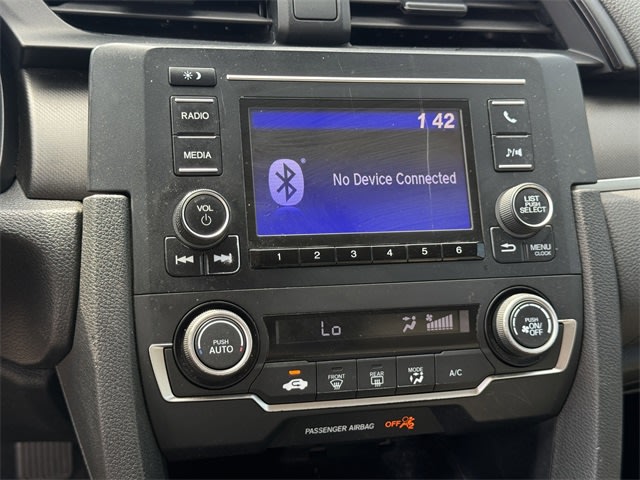 1 42
RADIO
MEDIA
No Device Connected
VOL
LIST
PUSH
SELECT
MENU
CLOCK
1 2 3 4 5 6
PUSH
AUTO
Lo
PUSH
ON/
OFF
FRONT
REAR
MODE
A/C
PASSENGER AIRBAG OFF